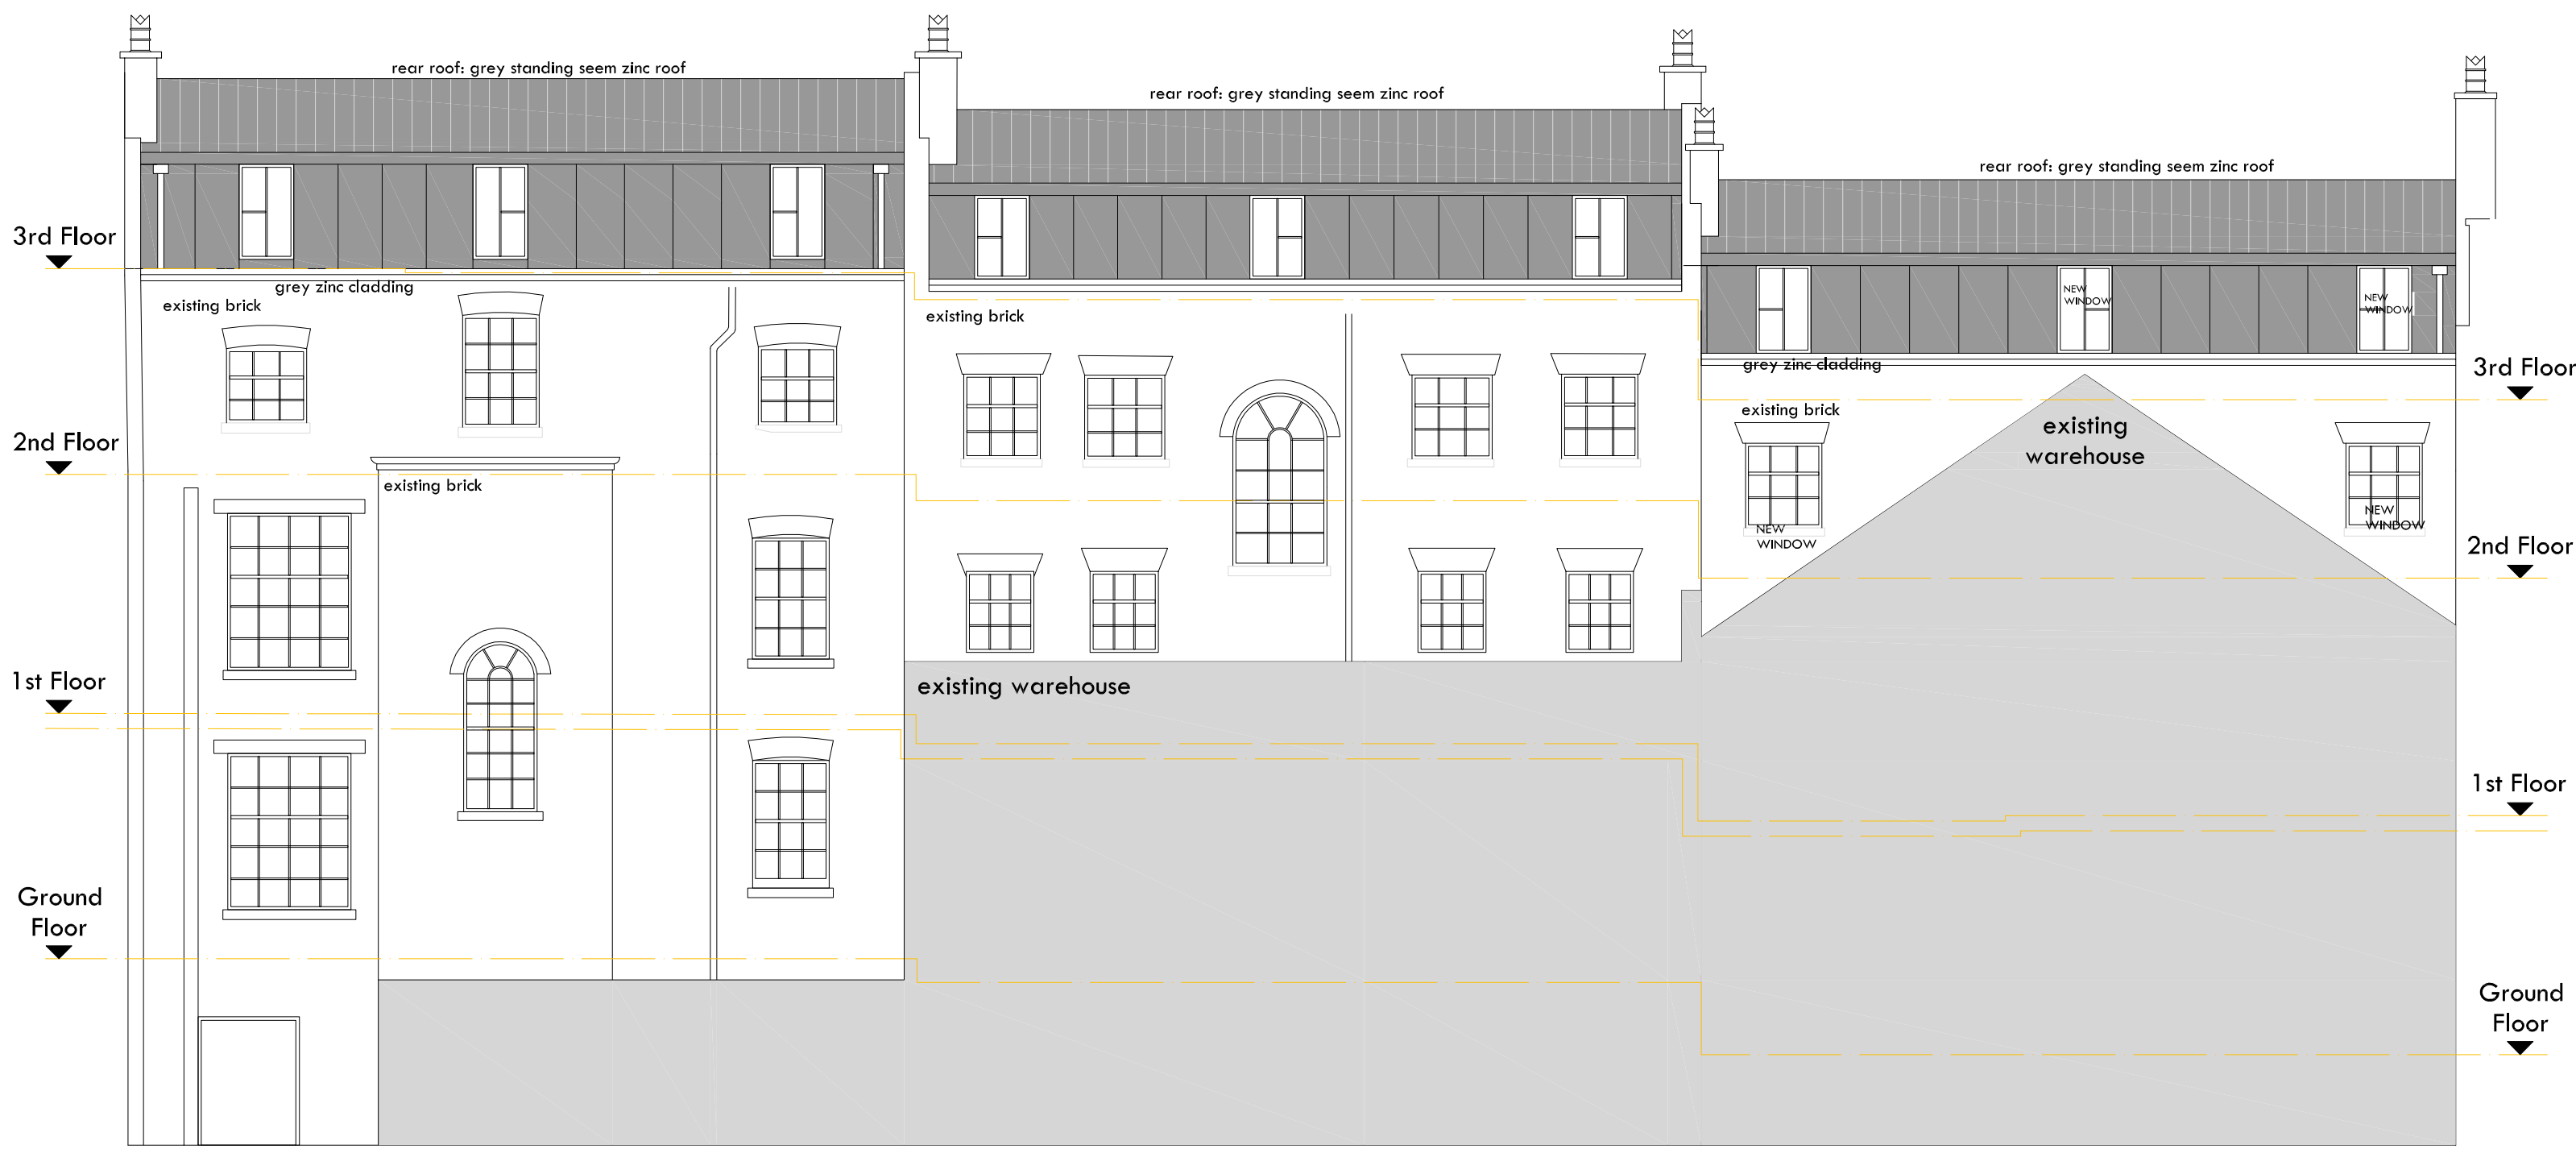 rear roof: grey standing seem zinc roof
rear roof: grey standing seem zinc roof
rear roof: grey standing seem zinc roof
3rd Floor
grey zinc cladding
existing brick
existing brick
NEW
WINDOW
NEW
WINDOW
grey zinc cladding
3rd Floor
existing brick
existing
warehouse
2nd Floor
existing brick
NEW
WINDOW
NEW
WINDOW
2nd Floor
1st Floor
existing warehouse
1st Floor
Ground
Floor
Ground
Floor